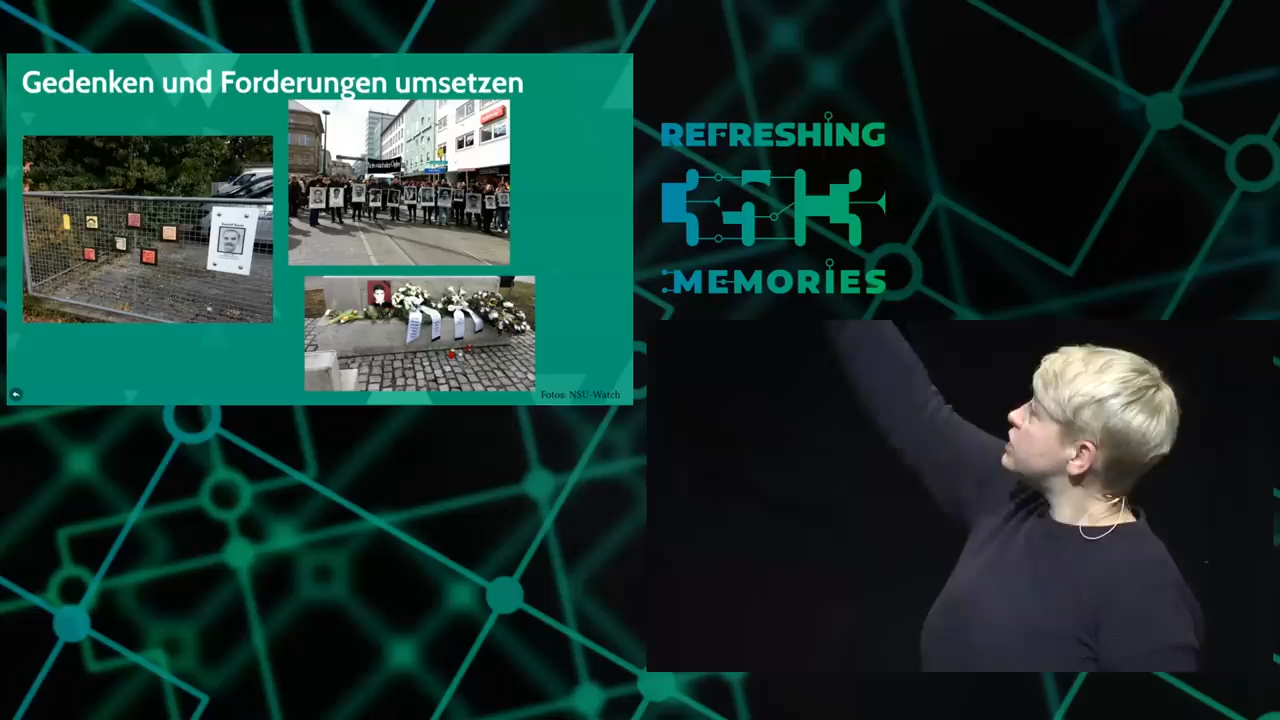 Gedenken und Forderungen umsetzen
Fotos: NSU-Watch
REFRESHING
MEMORIES